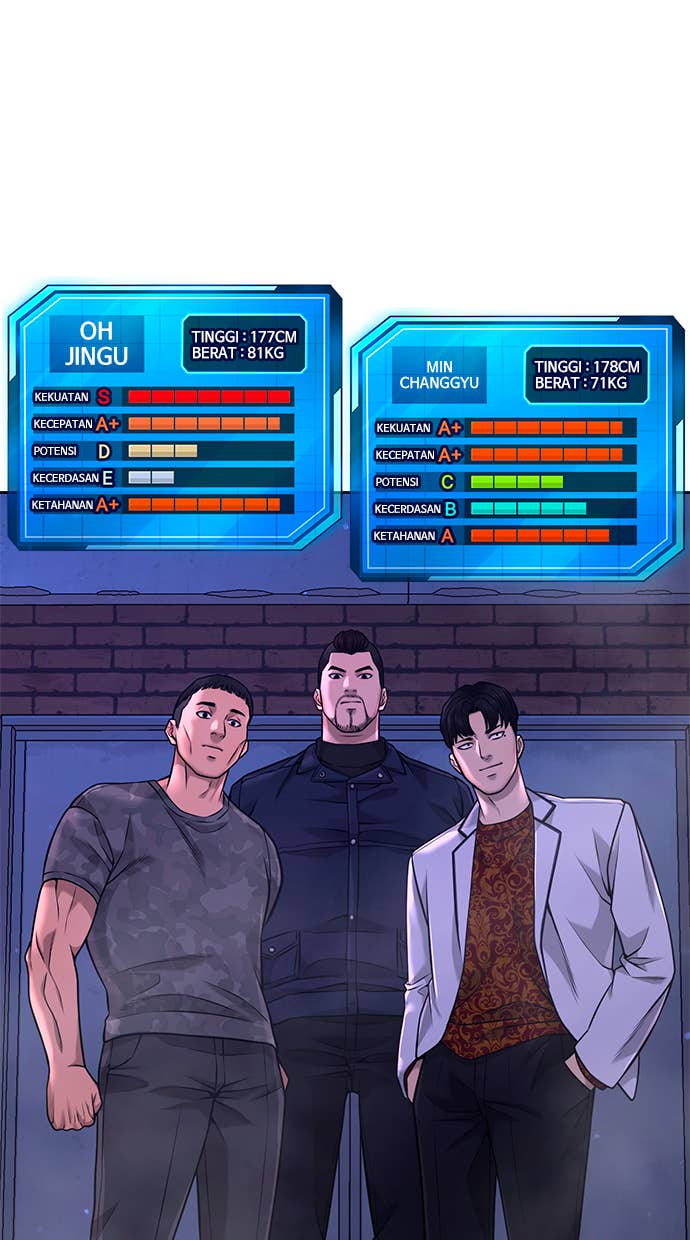 OH
JINGU
TINGGI : 177CM
BERAT : 81KG
KEKUATAN S
KECEPATAN A+
POTENSI D
KECERDASAN E
KETAHANAN A+
MIN
CHANGGYU
TINGGI : 178CM
BERAT : 71KG
KEKUATAN A+
KECEPATAN A+
POTENSI C
KECERDASAN B
KETAHANAN A